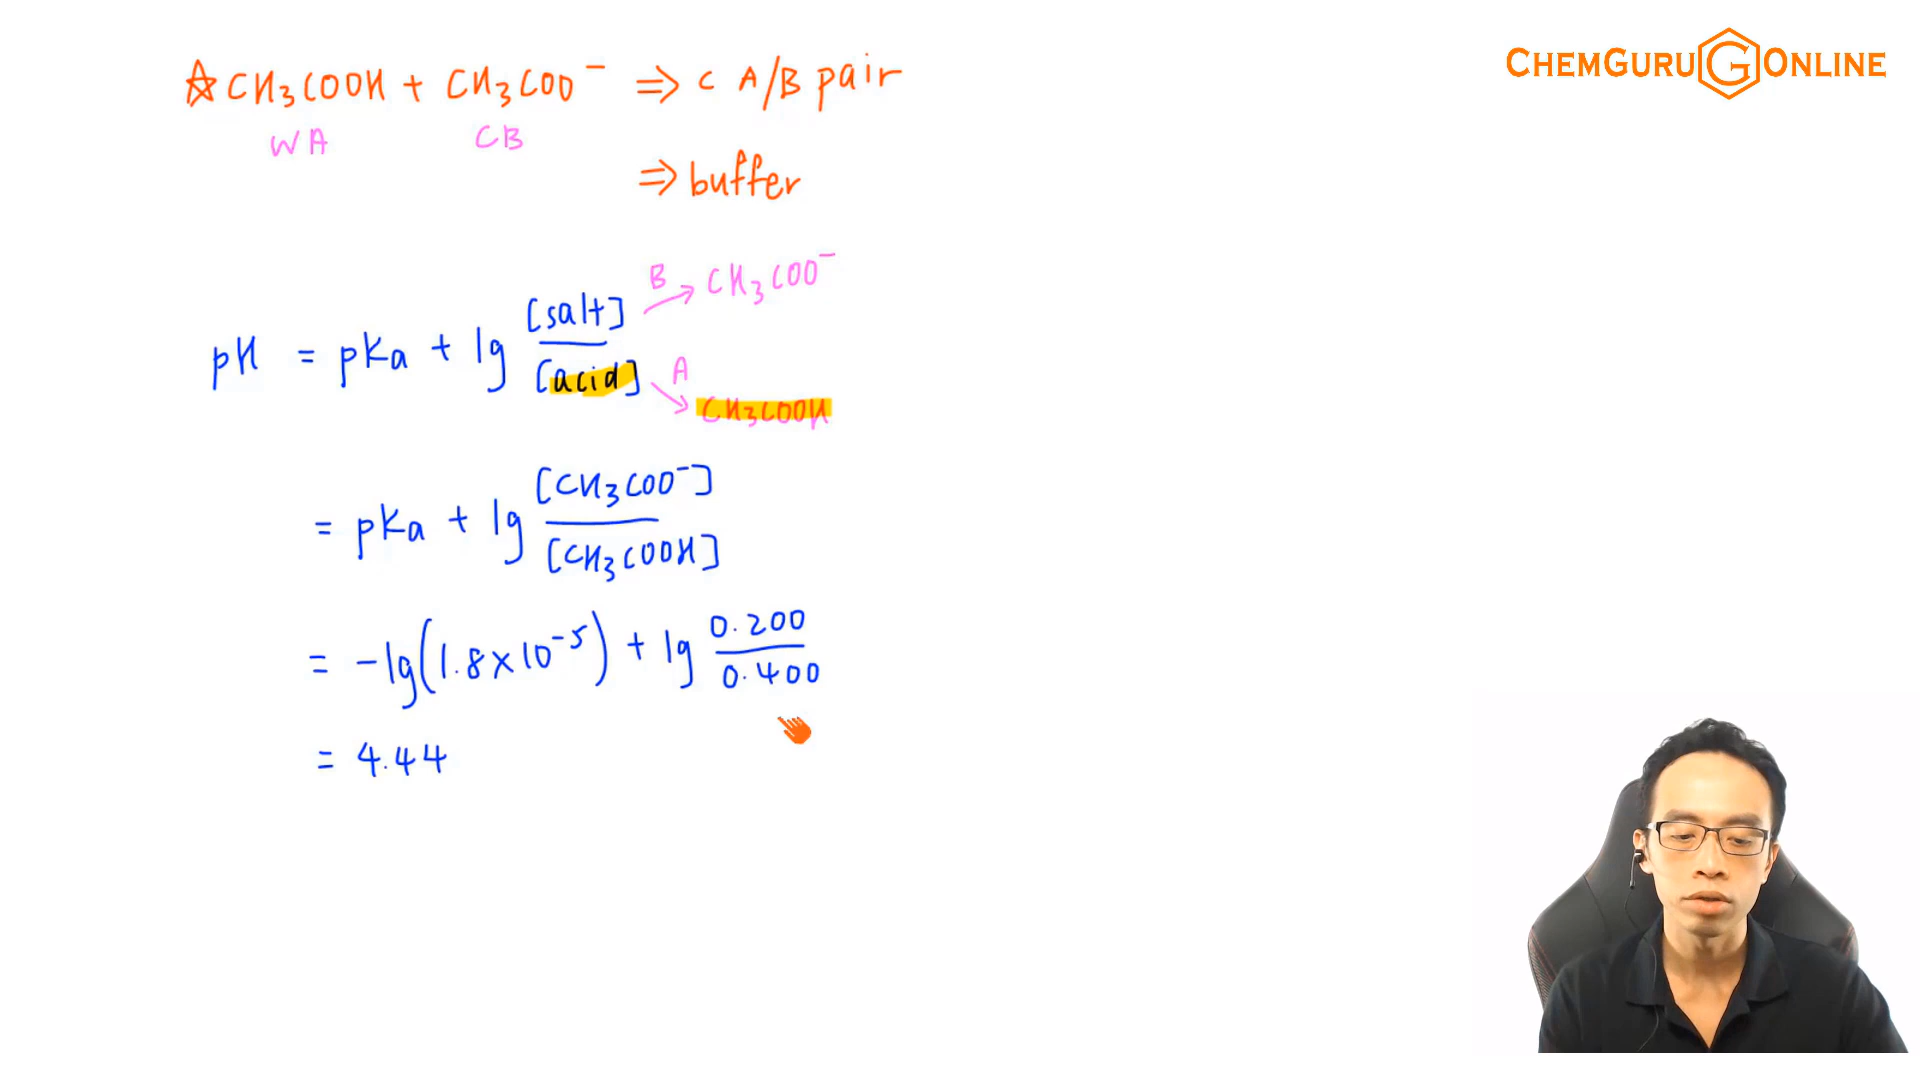 CHEMGURU G ONLINE
☆ CH₃COOH + CH₃COO⁻ ⇒ C A/B pair
WA CB
⇒ buffer
pH = pKa + lg [salt]/[acid]
B → CH₃COO⁻
A → CH₃COOH
= pKa + lg [CH₃COO⁻]/[CH₃COOH]
= -lg(1.8×10⁻⁵) + lg 0.200/0.400
= 4.44